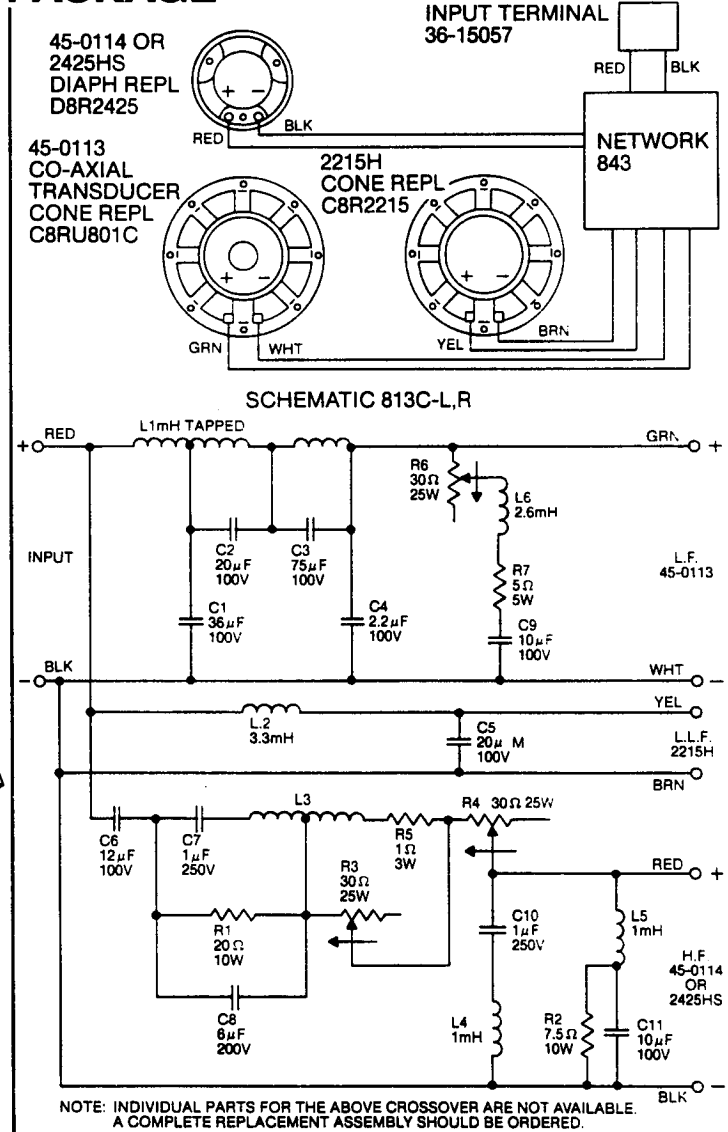 45-0114 OR
2425HS
DIAPH REPL
D8R2425
INPUT TERMINAL
36-15057
RED
BLK
RED
BLK
NETWORK
843
45-0113
CO-AXIAL
TRANSDUCER
CONE REPL
C8RU801C
2215H
CONE REPL
C8R2215
+ −
+ −
+ −
GRN
WHT
YEL
BRN
SCHEMATIC 813C-L,R
L1mH TAPPED
+
RED
GRN
+
R6
30Ω
25W
L6
2.6mH
C2
20µF
100V
C3
75µF
100V
INPUT
L.F.
45-0113
R7
5Ω
5W
C1
36µF
100V
C4
2.2µF
100V
C9
10µF
100V
−
BLK
WHT
−
YEL
L.2
3.3mH
C5
20µ M
100V
L.L.F.
2215H
BRN
C6
12µF
100V
C7
1µF
250V
L3
R5
1Ω
3W
R4 30Ω 25W
R3
30Ω
25W
RED
+
R1
20Ω
10W
C10
1µF
250V
L5
1mH
H.F.
45-0114
OR
2425HS
C8
6µF
200V
L4
1mH
R2
7.5Ω
10W
C11
10µF
100V
BLK
−
NOTE: INDIVIDUAL PARTS FOR THE ABOVE CROSSOVER ARE NOT AVAILABLE.
A COMPLETE REPLACEMENT ASSEMBLY SHOULD BE ORDERED.